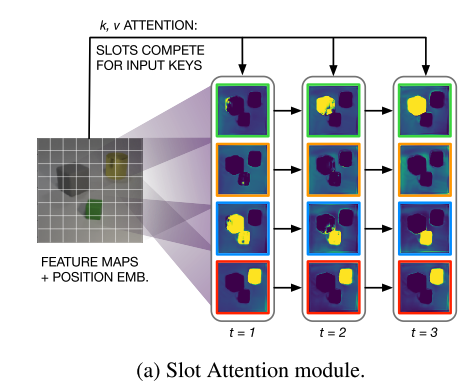 k, v ATTENTION:
SLOTS COMPETE
FOR INPUT KEYS
FEATURE MAPS
+ POSITION EMB.
t = 1 t = 2 t = 3
(a) Slot Attention module.